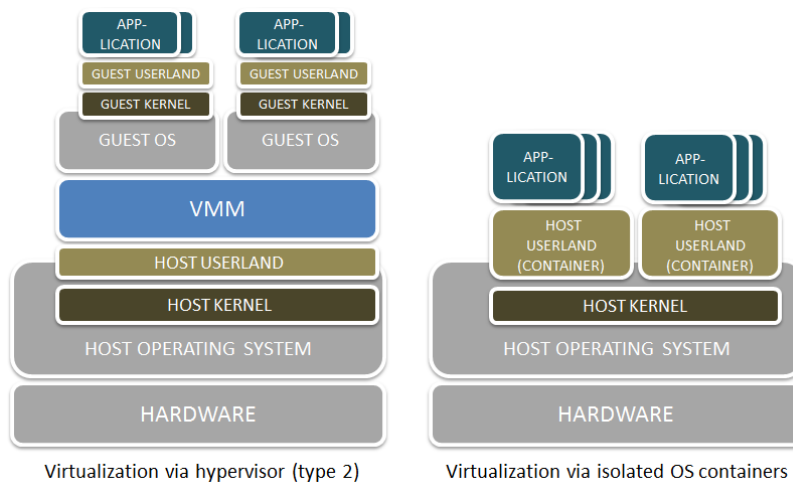 APP-
LICATION
APP-
LICATION
GUEST USERLAND
GUEST USERLAND
GUEST KERNEL
GUEST KERNEL
GUEST OS
GUEST OS
VMM
HOST USERLAND
HOST KERNEL
HOST OPERATING SYSTEM
HARDWARE
Virtualization via hypervisor (type 2)
APP-
LICATION
APP-
LICATION
HOST
USERLAND
(CONTAINER)
HOST
USERLAND
(CONTAINER)
HOST KERNEL
HOST OPERATING SYSTEM
HARDWARE
Virtualization via isolated OS containers